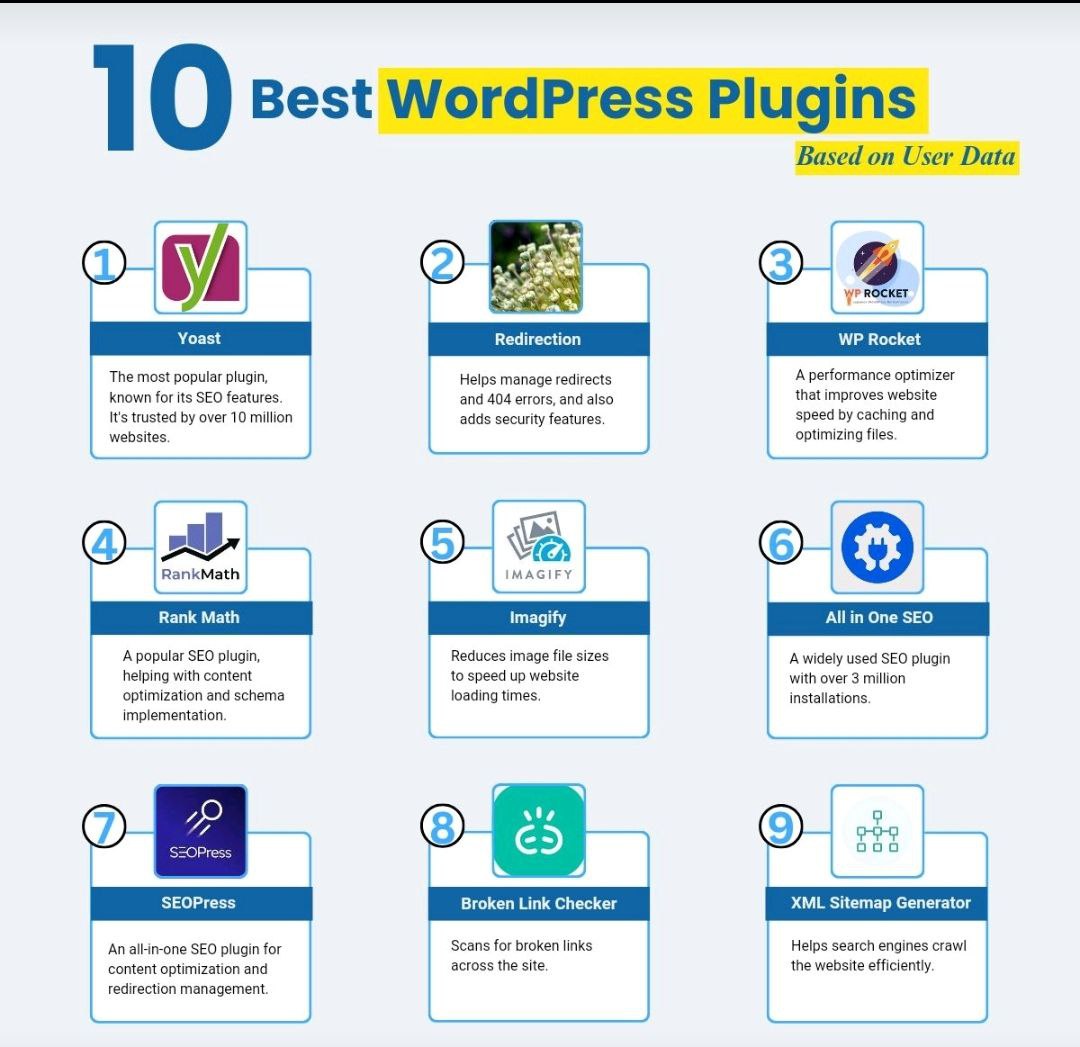 10 Best WordPress Plugins
Based on User Data
1
Yoast
The most popular plugin,
known for its SEO features.
It's trusted by over 10 million
websites.
2
Redirection
Helps manage redirects
and 404 errors, and also
adds security features.
3
WP ROCKET
WP Rocket
A performance optimizer
that improves website
speed by caching and
optimizing files.
4
RankMath
Rank Math
A popular SEO plugin,
helping with content
optimization and schema
implementation.
5
IMAGIFY
Imagify
Reduces image file sizes
to speed up website
loading times.
6
All in One SEO
A widely used SEO plugin
with over 3 million
installations.
7
SEOPress
SEOPress
An all-in-one SEO plugin for
content optimization and
redirection management.
8
Broken Link Checker
Scans for broken links
across the site.
9
XML Sitemap Generator
Helps search engines crawl
the website efficiently.